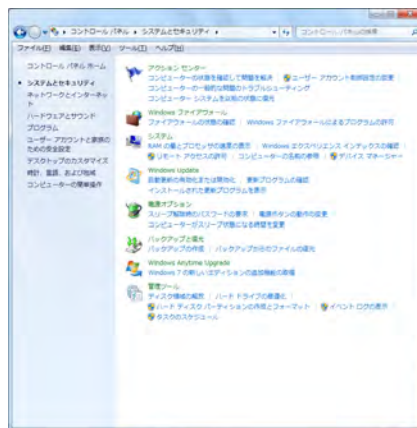 コントロール パネル ▸ システムとセキュリティ ▸
コントロール パネルの検索
ファイル(F) 編集(E) 表示(V) ツール(T) ヘルプ(H)
コントロール パネル ホーム
システムとセキュリティ
ネットワークとインターネット
ハードウェアとサウンド
プログラム
ユーザー アカウントと家族のための安全設定
デスクトップのカスタマイズ
時計、言語、および地域
コンピューターの簡単操作
アクション センター
コンピューターの状態を確認して問題を解決 ユーザー アカウント制御設定の変更
コンピューターの一般的な問題のトラブルシューティング
コンピューター システムを以前の状態に復元
Windows ファイアウォール
ファイアウォールの状態の確認 Windows ファイアウォールによるプログラムの許可
システム
RAM の量とプロセッサの速度の表示 Windows エクスペリエンス インデックスの確認
リモート アクセスの許可 コンピューターの名前の参照 デバイス マネージャー
Windows Update
自動更新の有効化または無効化 更新プログラムの確認
インストールされた更新プログラムを表示
電源オプション
スリープ解除時のパスワードの要求 電源ボタンの動作の変更
コンピューターがスリープ状態になる時間を変更
バックアップと復元
バックアップの作成 バックアップからのファイルの復元
Windows Anytime Upgrade
Windows 7 の新しいエディションの追加機能の取得
管理ツール
ディスク領域の解放 ハード ドライブの最適化
ハード ディスク パーティションの作成とフォーマット イベント ログの表示
タスクのスケジュール